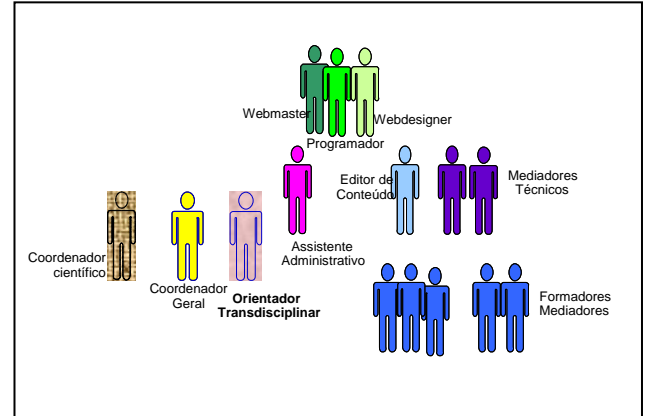 Webmaster
Webdesigner
Programador
Editor de
Conteúdo
Mediadores
Técnicos
Assistente
Administrativo
Coordenador
científico
Coordenador
Geral
Orientador
Transdisciplinar
Formadores
Mediadores